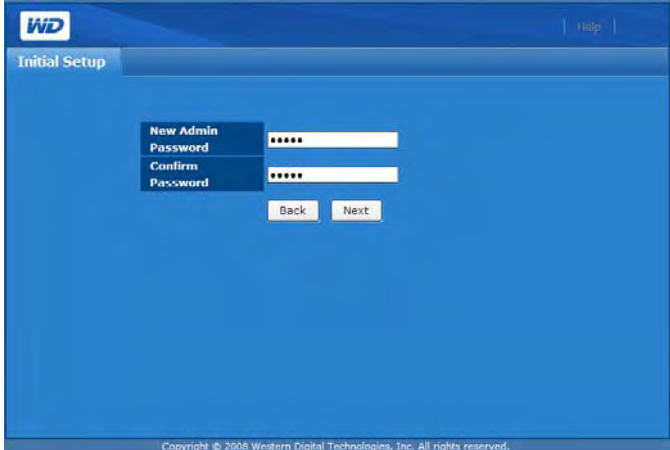 WD
Help
Initial Setup
New Admin
Password
•••••
Confirm
Password
•••••
Back
Next
Copyright © 2008 Western Digital Technologies, Inc. All rights reserved.